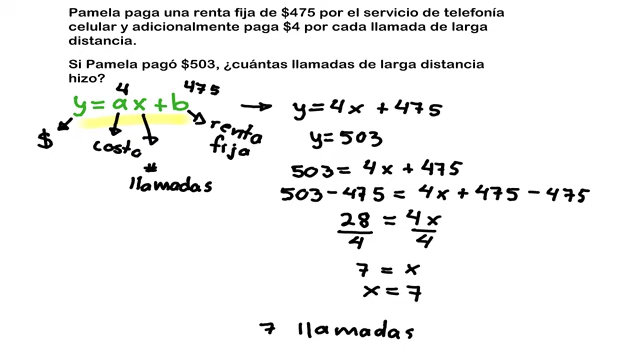 Pamela paga una renta fija de $475 por el servicio de telefonía
celular y adicionalmente paga $4 por cada llamada de larga
distancia.
Si Pamela pagó $503, ¿cuántas llamadas de larga distancia
hizo?
4 475
y = ax + b → y = 4x + 475
$ costo # llamadas renta fija
y = 503
503 = 4x + 475
503 - 475 = 4x + 475 - 475
28/4 = 4x/4
7 = x
x = 7
7 llamadas